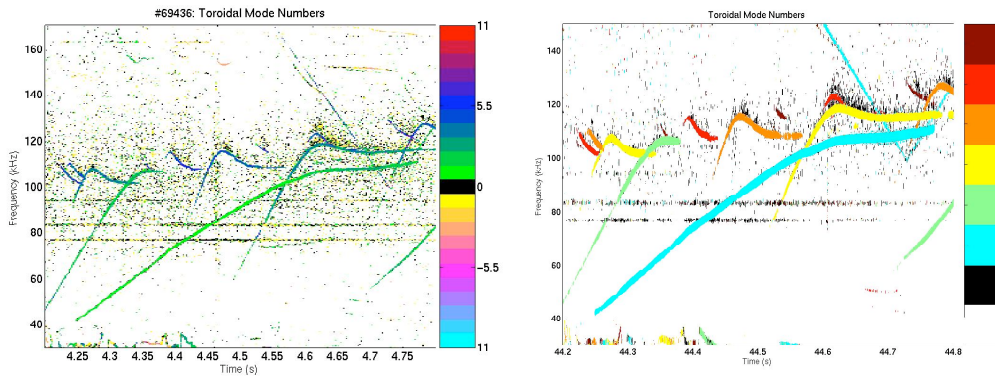 #69436: Toroidal Mode Numbers
160
140
120
100
80
60
40
Frequency (kHz)
4.25 4.3 4.35 4.4 4.45 4.5 4.55 4.6 4.65 4.7 4.75
Time (s)
11
5.5
0
−5.5
11
Toroidal Mode Numbers
140
120
100
80
60
40
Frequency (kHz)
44.2 44.3 44.4 44.5 44.6 44.7 44.8
Time (s)